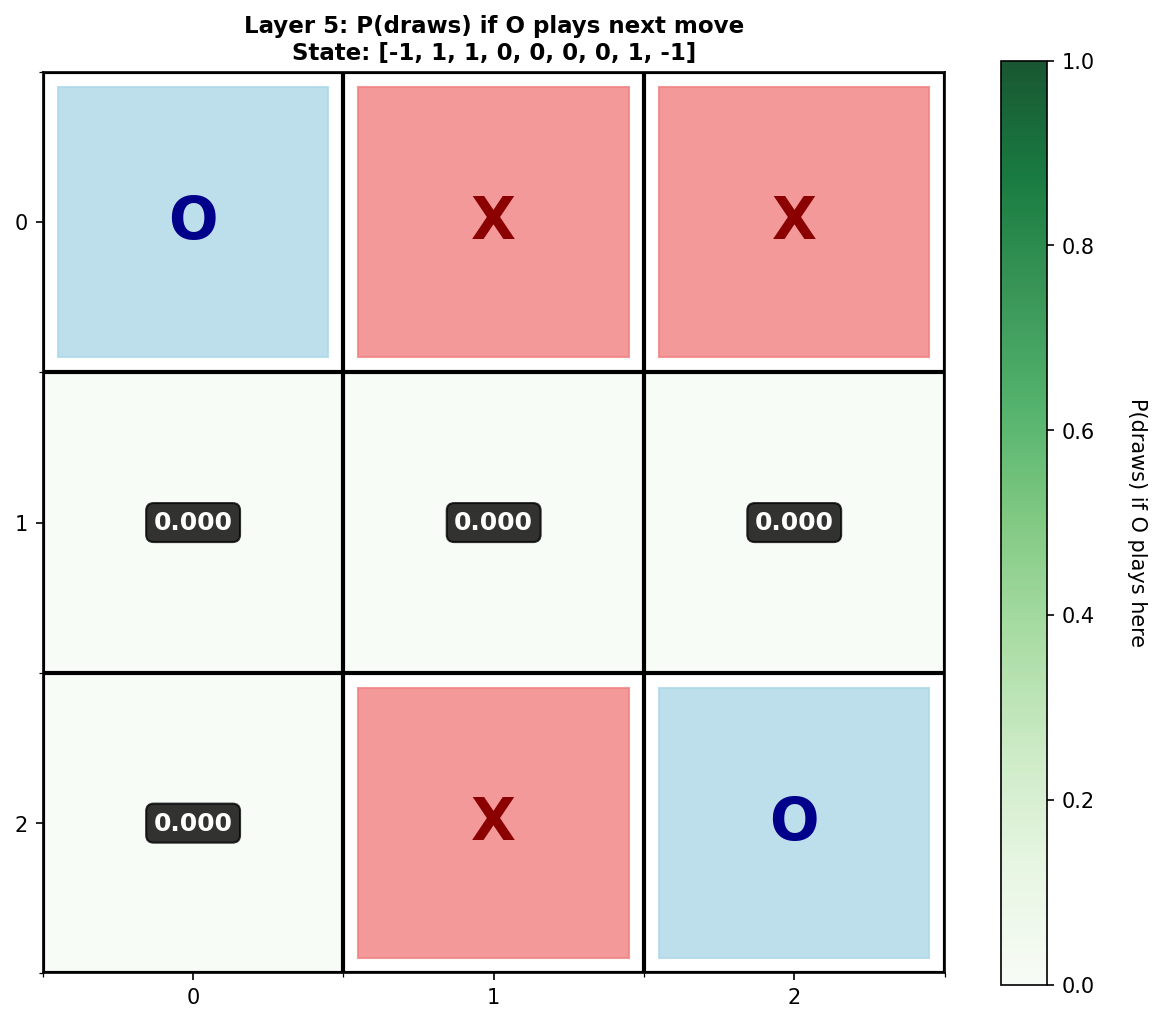 Layer 5: P(draws) if O plays next move
State: [-1, 1, 1, 0, 0, 0, 0, 1, -1]
0
O
X
X
1
0.000
0.000
0.000
2
0.000
X
O
0
1
2
1.0
0.8
0.6
0.4
0.2
0.0
P(draws) if O plays here